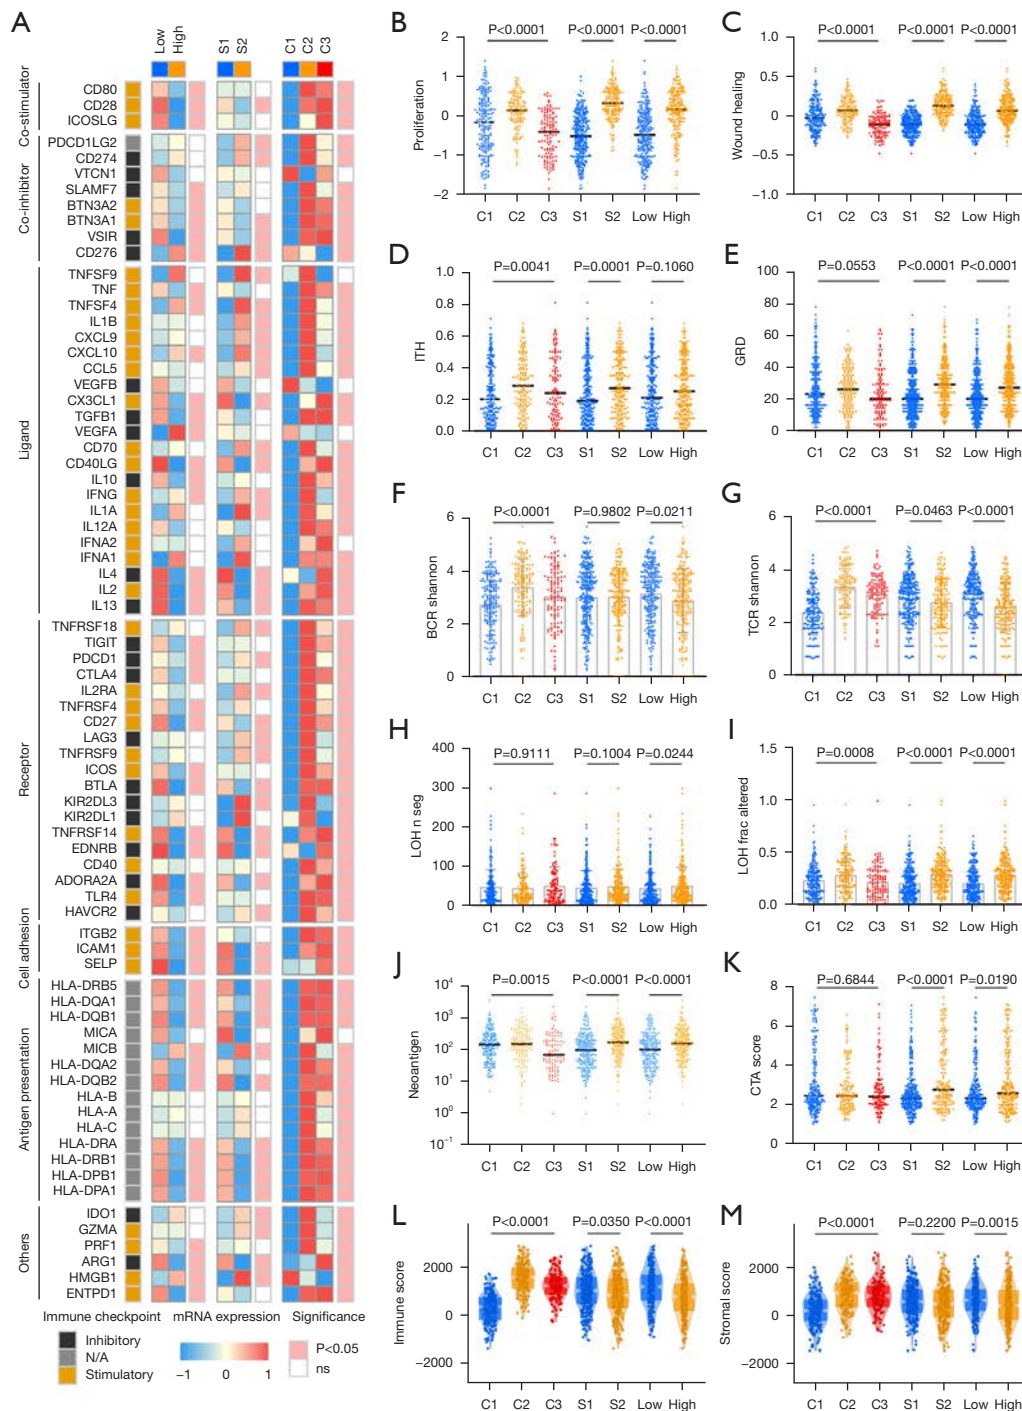 A
Low
High
S1
S2
C1
C2
C3
Co-stimulator
CD80
CD28
ICOSLG
Co-inhibitor
PDCD1LG2
CD274
VTCN1
SLAMF7
BTN3A2
BTN3A1
VSIR
CD276
Ligand
TNFSF9
TNF
TNFSF4
IL1B
CXCL9
CXCL10
CCL5
VEGFB
CX3CL1
TGFB1
VEGFA
CD70
CD40LG
IL10
IFNG
IL1A
IL12A
IFNA2
IFNA1
IL4
IL2
IL13
Receptor
TNFRSF18
TIGIT
PDCD1
CTLA4
IL2RA
TNFRSF4
CD27
LAG3
TNFRSF9
ICOS
BTLA
KIR2DL3
KIR2DL1
TNFRSF14
EDNRB
CD40
ADORA2A
TLR4
HAVCR2
Cell adhesion
ITGB2
ICAM1
SELP
Antigen presentation
HLA-DRB5
HLA-DQA1
HLA-DQB1
MICA
MICB
HLA-DQA2
HLA-DQB2
HLA-B
HLA-A
HLA-C
HLA-DRA
HLA-DRB1
HLA-DPB1
HLA-DPA1
Others
IDO1
GZMA
PRF1
ARG1
HMGB1
ENTPD1
Immune checkpoint
Inhibitory
N/A
Stimulatory
mRNA expression
−1 0 1
Significance
P<0.05
ns
B
P<0.0001 P<0.0001 P<0.0001
Proliferation
2
1
0
−1
−2
C1 C2 C3 S1 S2 Low High
C
P<0.0001 P<0.0001 P<0.0001
Wound healing
1.0
0.5
0
−0.5
−1.0
C1 C2 C3 S1 S2 Low High
D
P=0.0041 P=0.0001 P=0.1060
ITH
1.0
0.8
0.6
0.4
0.2
0.0
C1 C2 C3 S1 S2 Low High
E
P=0.0553 P<0.0001 P<0.0001
GRD
100
80
60
40
20
0
C1 C2 C3 S1 S2 Low High
F
P<0.0001 P=0.9802 P=0.0211
BCR shannon
6
4
2
0
C1 C2 C3 S1 S2 Low High
G
P<0.0001 P=0.0463 P<0.0001
TCR shannon
6
4
2
0
C1 C2 C3 S1 S2 Low High
H
P=0.9111 P=0.1004 P=0.0244
LOH n seg
400
300
200
100
0
C1 C2 C3 S1 S2 Low High
I
P=0.0008 P<0.0001 P<0.0001
LOH frac altered
1.5
1.0
0.5
0.0
C1 C2 C3 S1 S2 Low High
J
P=0.0015 P<0.0001 P<0.0001
Neoantigen
10⁴
10³
10²
10¹
10⁰
10⁻¹
C1 C2 C3 S1 S2 Low High
K
P=0.6844 P<0.0001 P=0.0190
CTA score
8
6
4
2
0
C1 C2 C3 S1 S2 Low High
L
P<0.0001 P=0.0350 P<0.0001
Immune score
2000
0
−2000
C1 C2 C3 S1 S2 Low High
M
P<0.0001 P=0.2200 P=0.0015
Stromal score
2000
0
−2000
C1 C2 C3 S1 S2 Low High